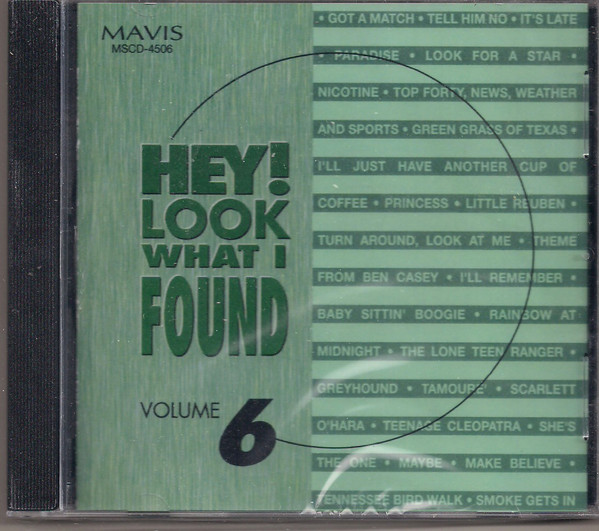 MAVIS
MSCD-4506
HEY!
LOOK
WHAT I
FOUND
VOLUME 6
• GOT A MATCH • TELL HIM NO • IT'S LATE
• PARADISE • LOOK FOR A STAR •
NICOTINE • TOP FORTY, NEWS, WEATHER
AND SPORTS • GREEN GRASS OF TEXAS •
I'LL JUST HAVE ANOTHER CUP OF
COFFEE • PRINCESS • LITTLE REUBEN •
TURN AROUND, LOOK AT ME • THEME
FROM BEN CASEY • I'LL REMEMBER •
BABY SITTIN' BOOGIE • RAINBOW AT
MIDNIGHT • THE LONE TEEN RANGER •
GREYHOUND • TAMOURE' • SCARLETT
O'HARA • TEENAGE CLEOPATRA • SHE'S
THE ONE • MAYBE • MAKE BELIEVE •
TENNESSEE BIRD WALK • SMOKE GETS IN